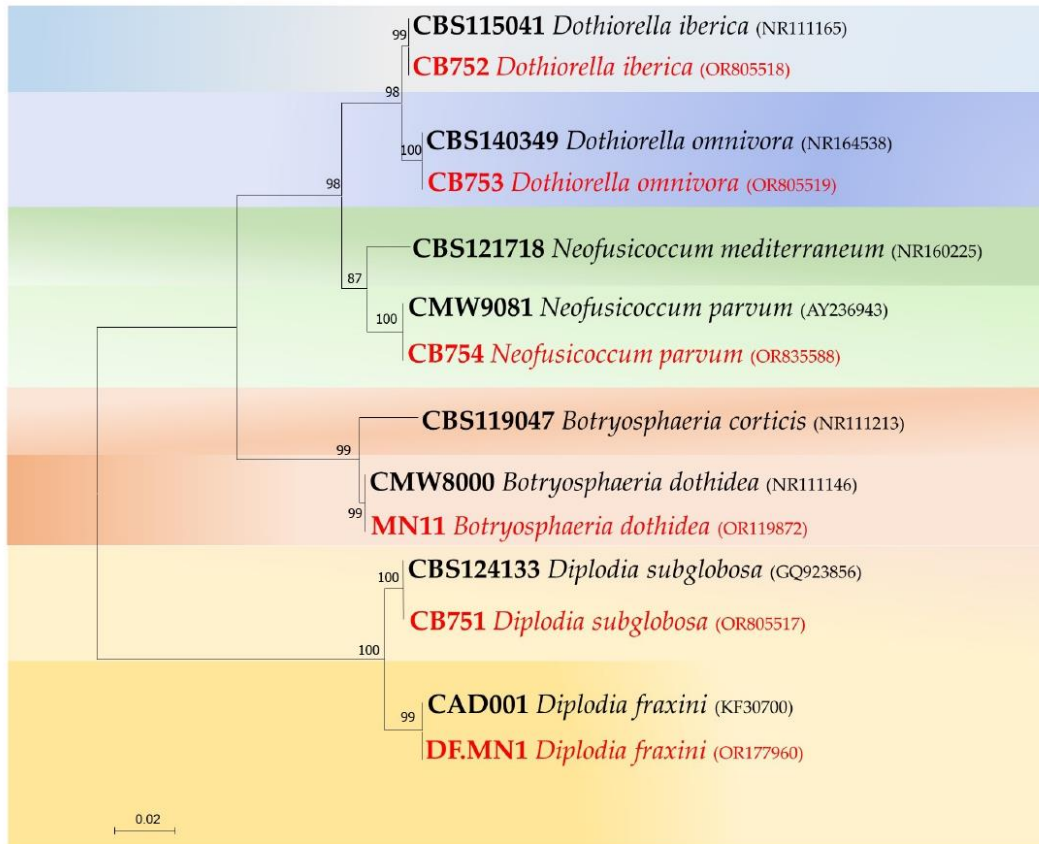 99
CBS115041 Dothiorella iberica (NR111165)
CB752 Dothiorella iberica (OR805518)
98
100
CBS140349 Dothiorella omnivora (NR164538)
CB753 Dothiorella omnivora (OR805519)
98
CBS121718 Neofusicoccum mediterraneum (NR160225)
87
CMW9081 Neofusicoccum parvum (AY236943)
100
CB754 Neofusicoccum parvum (OR835588)
CBS119047 Botryosphaeria corticis (NR111213)
99
CMW8000 Botryosphaeria dothidea (NR111146)
99
MN11 Botryosphaeria dothidea (OR119872)
CBS124133 Diplodia subglobosa (GQ923856)
100
CB751 Diplodia subglobosa (OR805517)
100
CAD001 Diplodia fraxini (KF30700)
99
DF.MN1 Diplodia fraxini (OR177960)
0.02